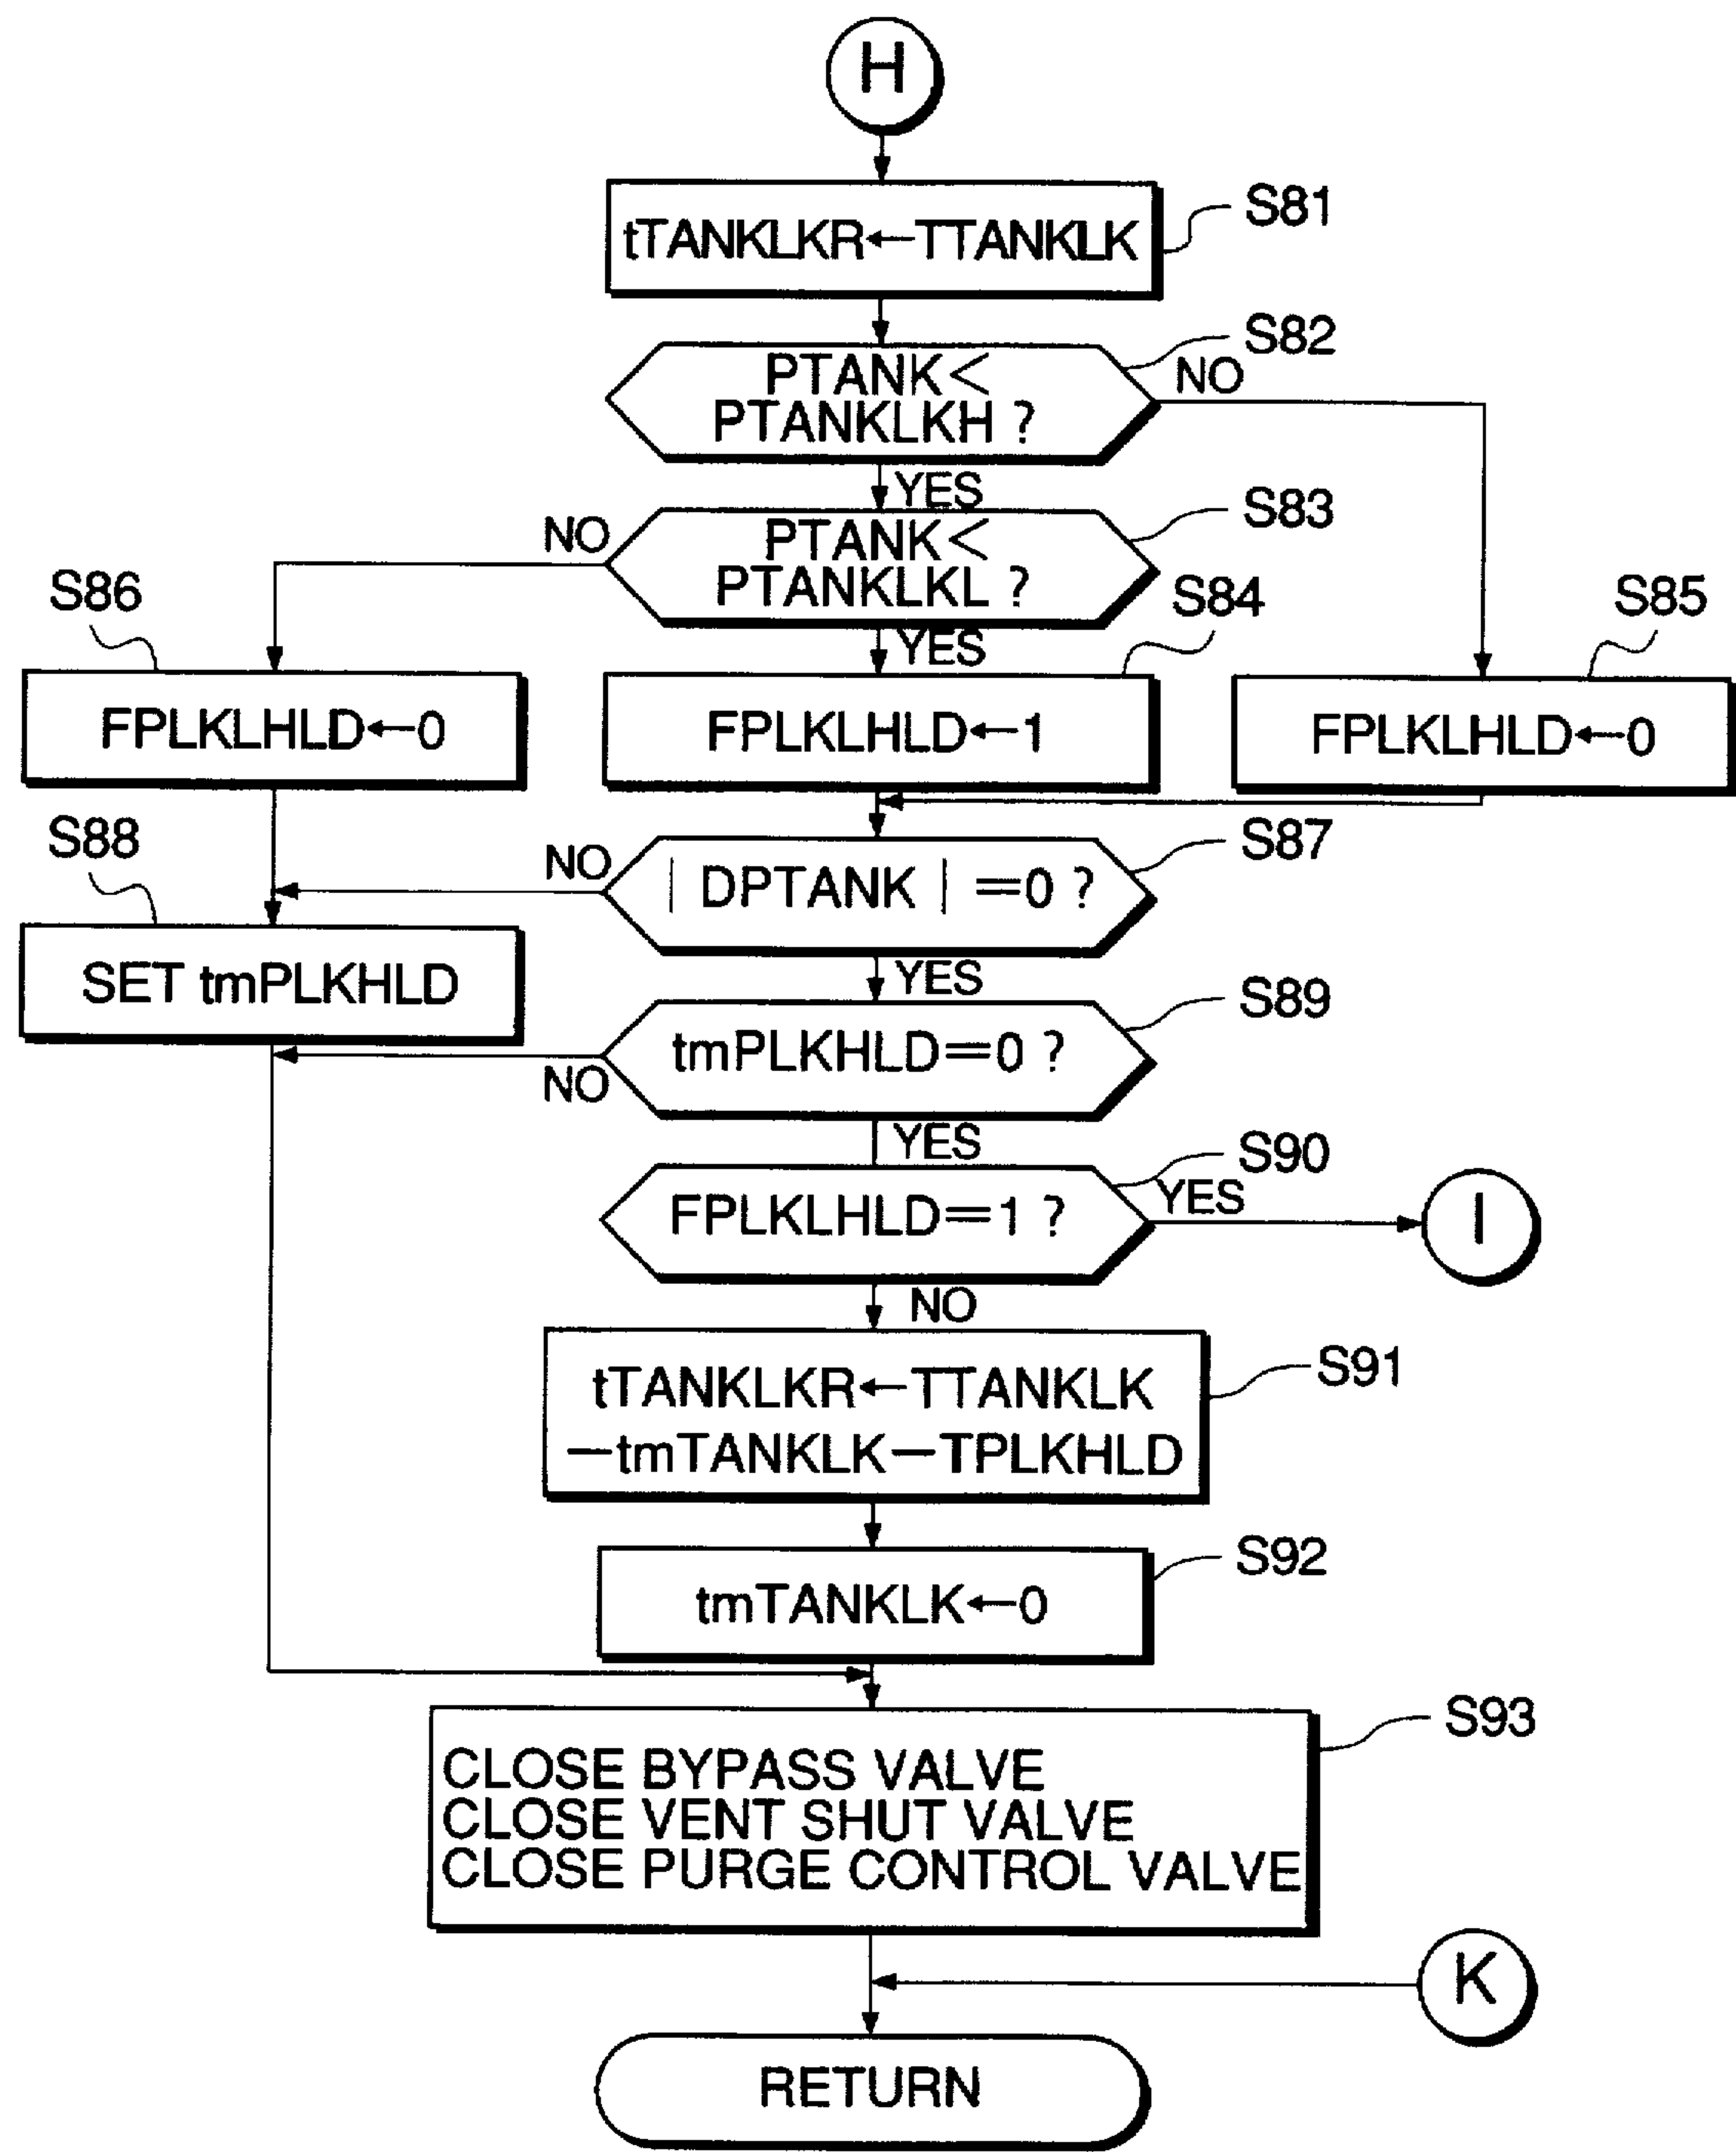 H
tTANKLKR←TTANKLK
S81
PTANK<
PTANKLKH ?
S82
NO
YES
PTANK<
PTANKLKL ?
S83
NO
YES
S86
S84
S85
FPLKLHLD←0
FPLKLHLD←1
FPLKLHLD←0
S88
S87
NO
| DPTANK | =0 ?
YES
SET tmPLKHLD
S89
tmPLKHLD=0 ?
NO
YES
S90
FPLKLHLD=1 ?
YES
I
NO
S91
tTANKLKR←TTANKLK
−tmTANKLK−TPLKHLD
S92
tmTANKLK←0
S93
CLOSE BYPASS VALVE
CLOSE VENT SHUT VALVE
CLOSE PURGE CONTROL VALVE
K
RETURN